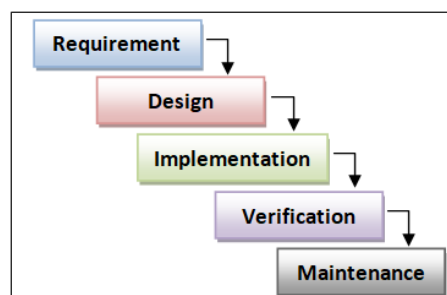 Requirement
Design
Implementation
Verification
Maintenance